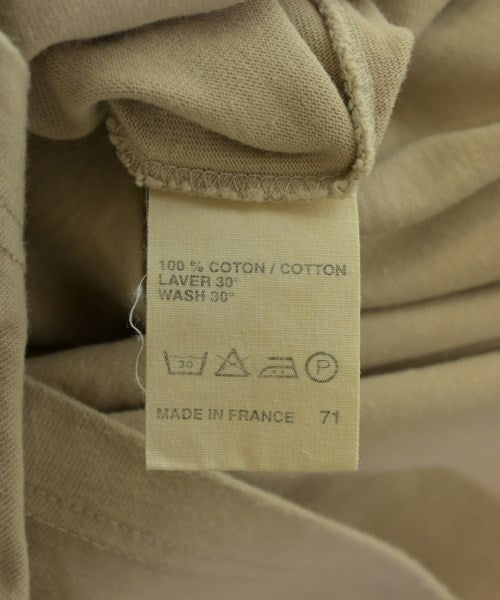 100 % COTON / COTTON
LAVER 30°
WASH 30°
30 P
MADE IN FRANCE 71